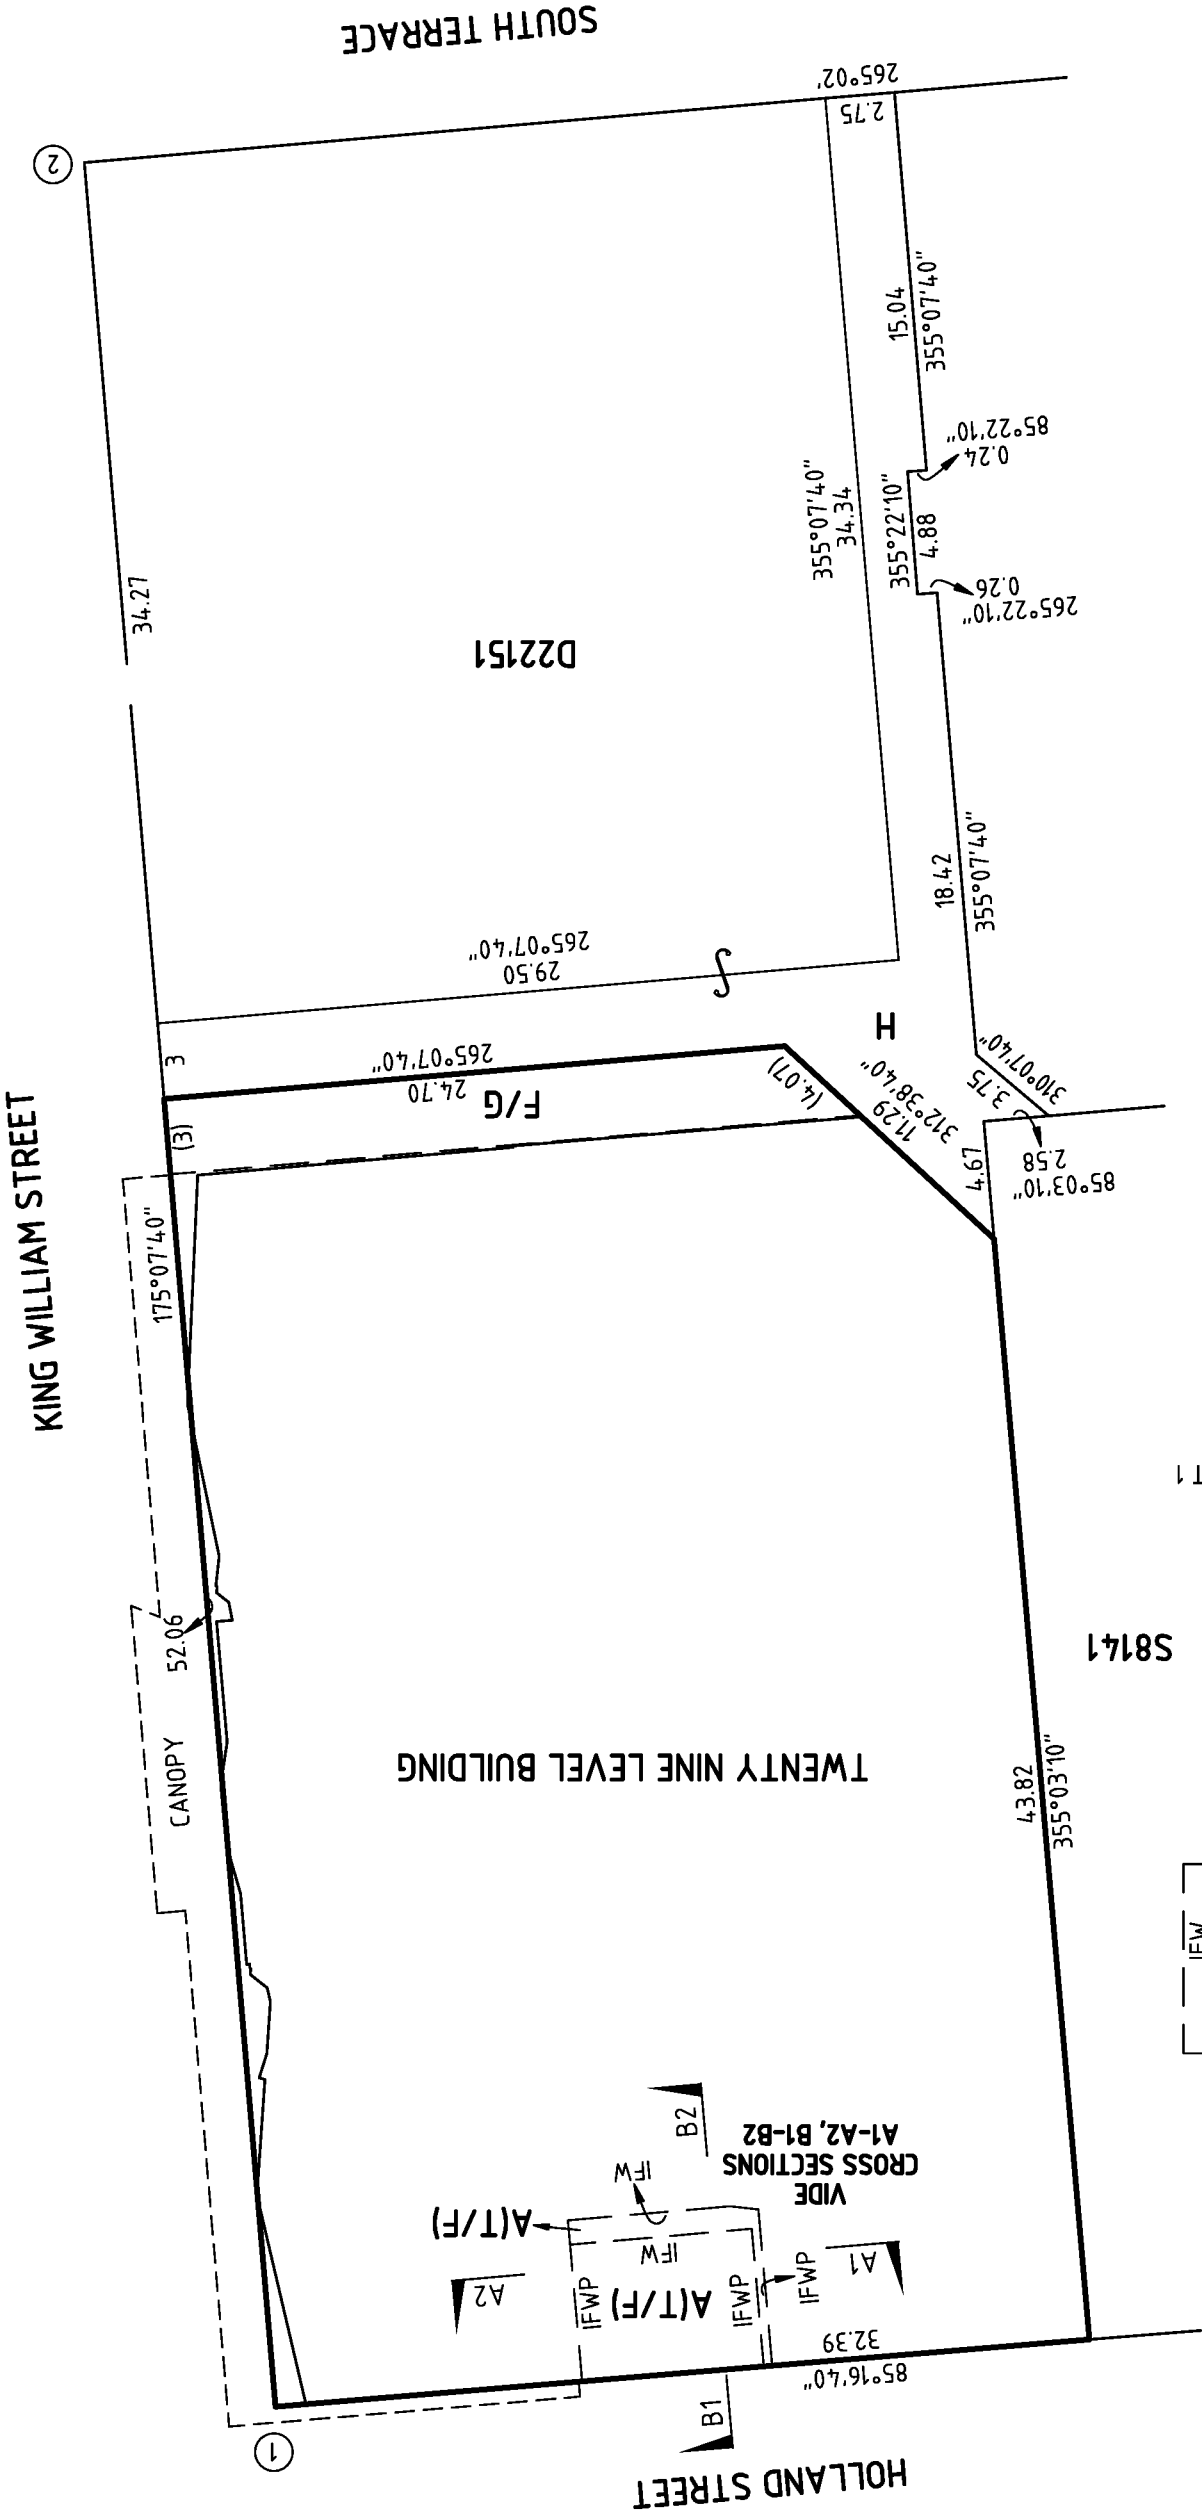 SOUTH TERRACE
265°02'
2.75
2
34.27
15.04
355°07'40"
0.24
85°22'10"
355°22'10"
4.88
0.26
265°22'10"
355°07'40"
34.34
D22151
18.42
355°07'40"
29.50
265°07'40"
3
H
KING WILLIAM STREET
24.70
265°07'40"
F/G
(4.07)
11.29
312°38'40"
3.75
310°07'40"
(3)
4.67
2.58
85°03'10"
175°07'40"
T 1
52.06
CANOPY
S8141
TWENTY NINE LEVEL BUILDING
43.82
355°03'10"
IFW
B2
VIDE
CROSS SECTIONS
A1-A2, B1-B2
IFW
A(T/F)
IFW
A2
IFWP
A(T/F)
IFWP
IFWP
A1
32.39
85°16'40"
B1
1
HOLLAND STREET